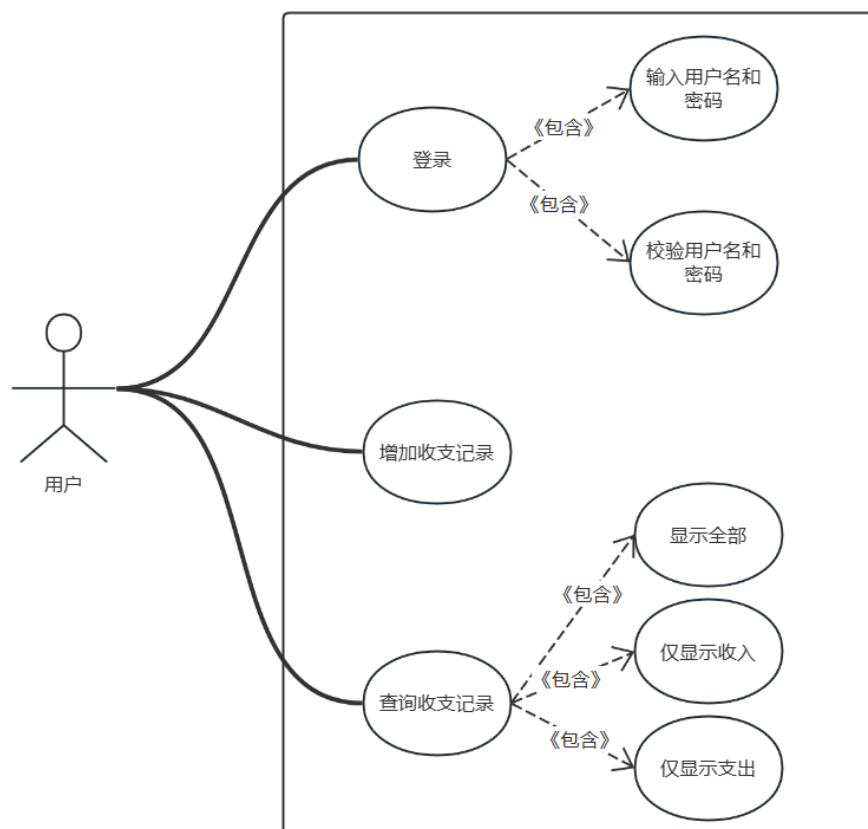 输入用户名和
密码
《包含》
登录
《包含》
校验用户名和
密码
用户
增加收支记录
显示全部
《包含》
仅显示收入
《包含》
查询收支记录
《包含》
仅显示支出